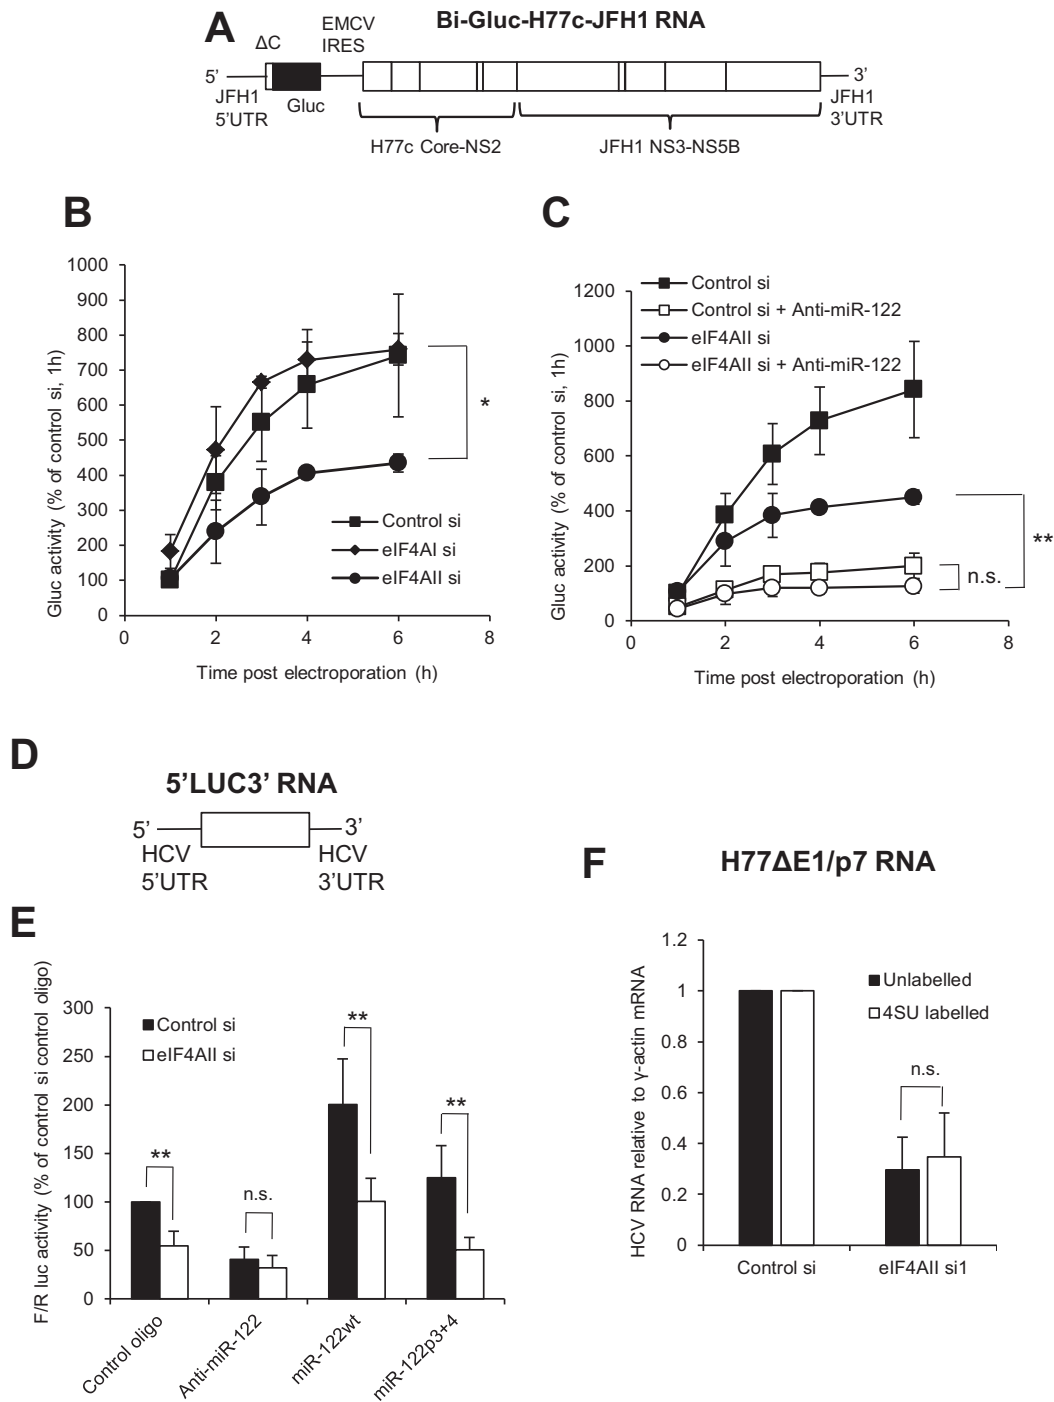 A
Bi-Gluc-H77c-JFH1 RNA
ΔC
EMCV
IRES
5’
3’
JFH1
5’UTR
Gluc
JFH1
3’UTR
H77c Core-NS2
JFH1 NS3-NS5B
B
Gluc activity (% of control si, 1h)
1000
900
800
700
600
500
400
300
200
100
0
*
Control si
eIF4AI si
eIF4AII si
0
2
4
6
8
Time post electroporation (h)
C
Gluc activity (% of control si, 1h)
1200
1000
800
600
400
200
0
Control si
Control si + Anti-miR-122
eIF4AII si
eIF4AII si + Anti-miR-122
**
n.s.
0
2
4
6
8
Time post electroporation (h)
D
5’LUC3’ RNA
5’
3’
HCV
5’UTR
HCV
3’UTR
E
F/R luc activity (% of control si control oligo)
300
250
200
150
100
50
0
Control si
eIF4AII si
**
n.s.
**
**
Control oligo
Anti-miR-122
miR-122wt
miR-122p3+4
F
H77ΔE1/p7 RNA
HCV RNA relative to γ-actin mRNA
1.2
1
0.8
0.6
0.4
0.2
0
Unlabelled
4SU labelled
n.s.
Control si
eIF4AII si1